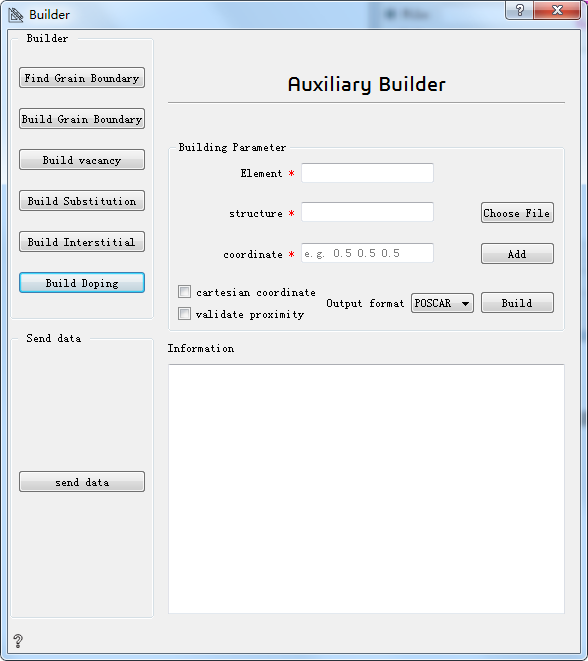 Builder
?
Builder
Find Grain Boundary
Build Grain Boundary
Build vacancy
Build Substitution
Build Interstitial
Build Doping
Send data
send data
?
Auxiliary Builder
Building Parameter
Element *
structure *
Choose File
coordinate * e.g. 0.5 0.5 0.5
Add
cartesian coordinate
validate proximity
Output format POSCAR
Build
Information